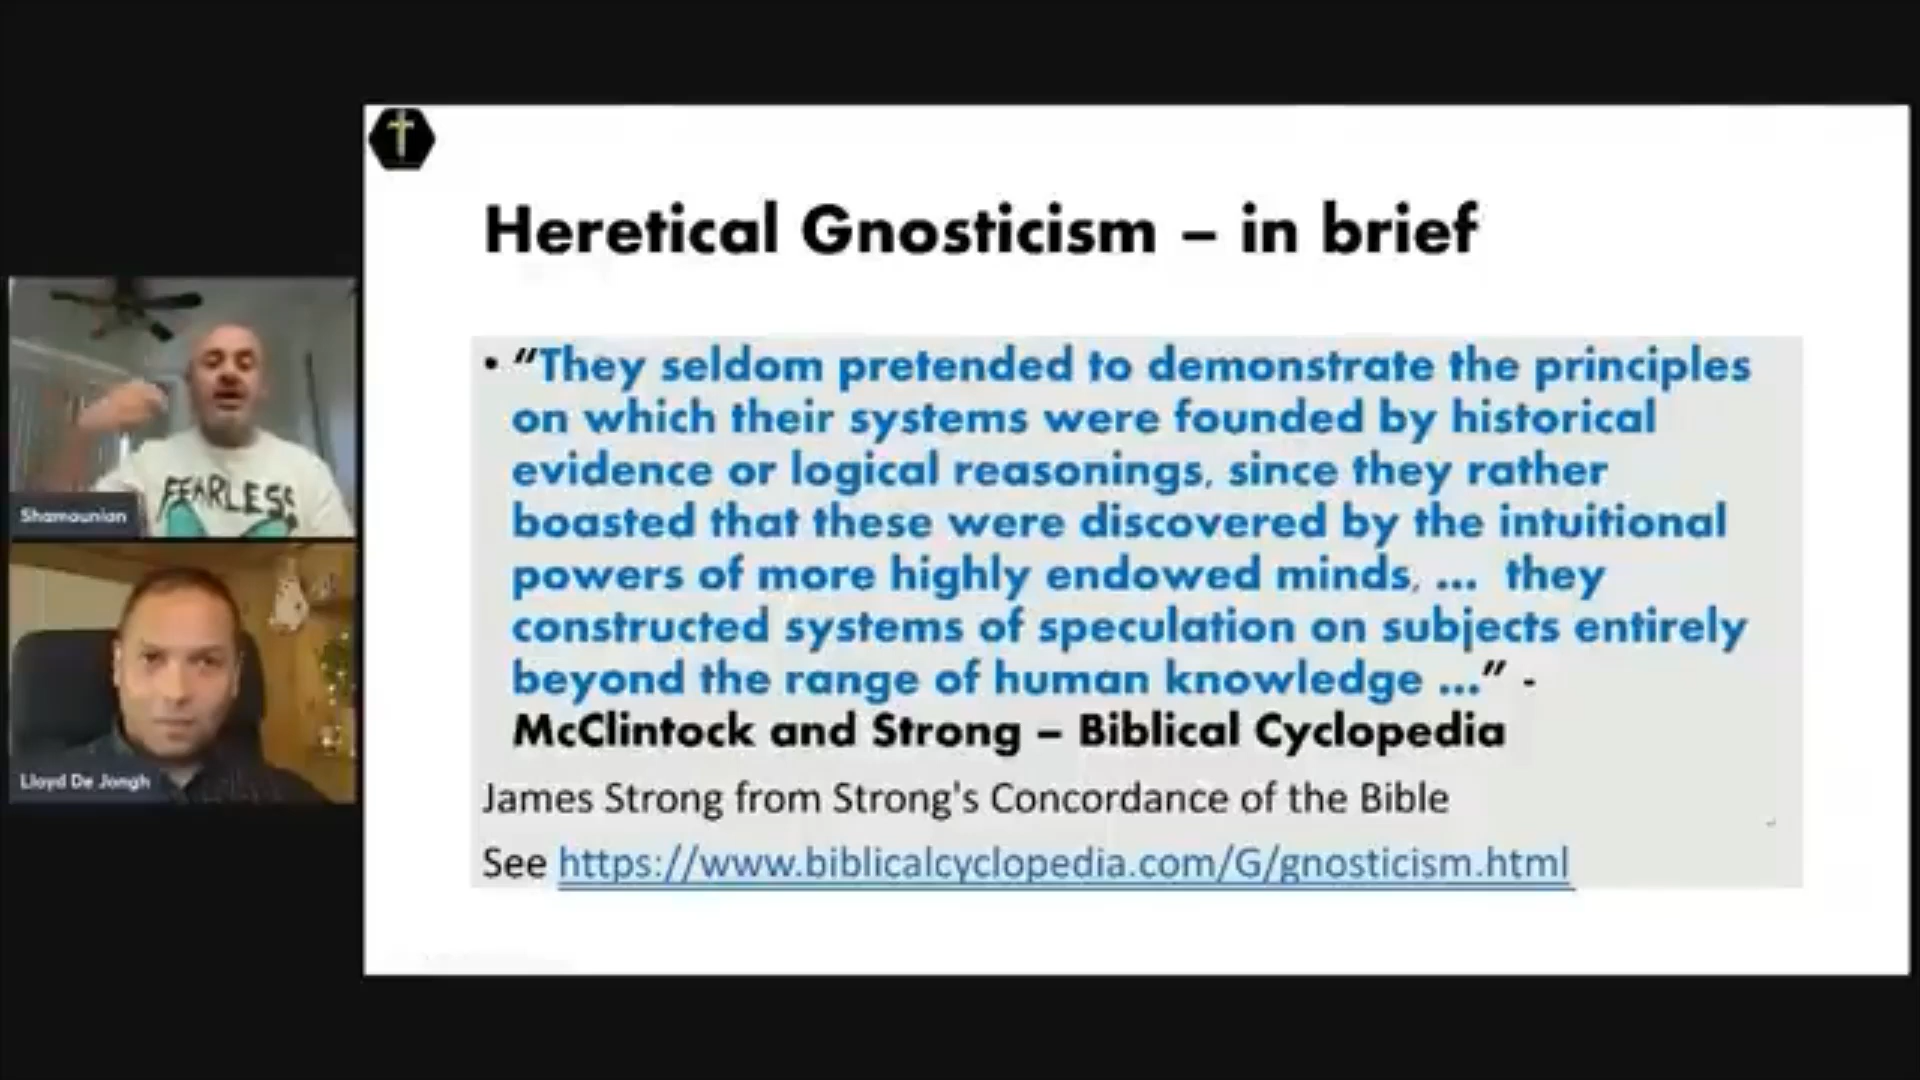 Heretical Gnosticism – in brief
• “They seldom pretended to demonstrate the principles
on which their systems were founded by historical
evidence or logical reasonings, since they rather
boasted that these were discovered by the intuitional
powers of more highly endowed minds, ... they
constructed systems of speculation on subjects entirely
beyond the range of human knowledge ...” -
McClintock and Strong – Biblical Cyclopedia
James Strong from Strong's Concordance of the Bible
See https://www.biblicalcyclopedia.com/G/gnosticism.html
FEARLESS
Shamounian
Lloyd De Jongh